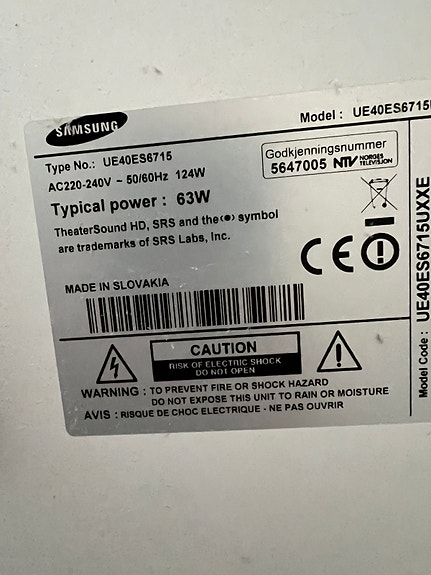 SAMSUNG
Model : UE40ES6715U
Type No.: UE40ES6715
AC220-240V ~ 50/60Hz 124W
Typical power : 63W
Godkjenningsnummer
5647005 NTV NORGES TELEVISJON
TheaterSound HD, SRS and the (●) symbol
are trademarks of SRS Labs, Inc.
CE
MADE IN SLOVAKIA
CAUTION
RISK OF ELECTRIC SHOCK
DO NOT OPEN
WARNING : TO PREVENT FIRE OR SHOCK HAZARD
DO NOT EXPOSE THIS UNIT TO RAIN OR MOISTURE
AVIS : RISQUE DE CHOC ELECTRIQUE - NE PAS OUVRIR
Model Code : UE40ES6715UXXE